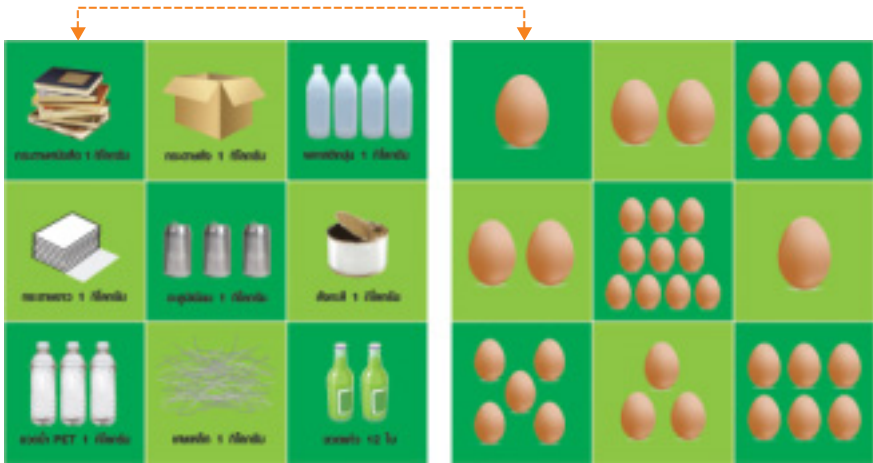 กระดาษหนังสือ 1 กิโลกรัม
กระดาษลัง 1 กิโลกรัม
พลาสติกขุ่น 1 กิโลกรัม
กระดาษขาว 1 กิโลกรัม
อะลูมิเนียม 1 กิโลกรัม
สังกะสี 1 กิโลกรัม
ขวดน้ำ PET 1 กิโลกรัม
เศษเหล็ก 1 กิโลกรัม
ขวดแก้ว 12 ใบ